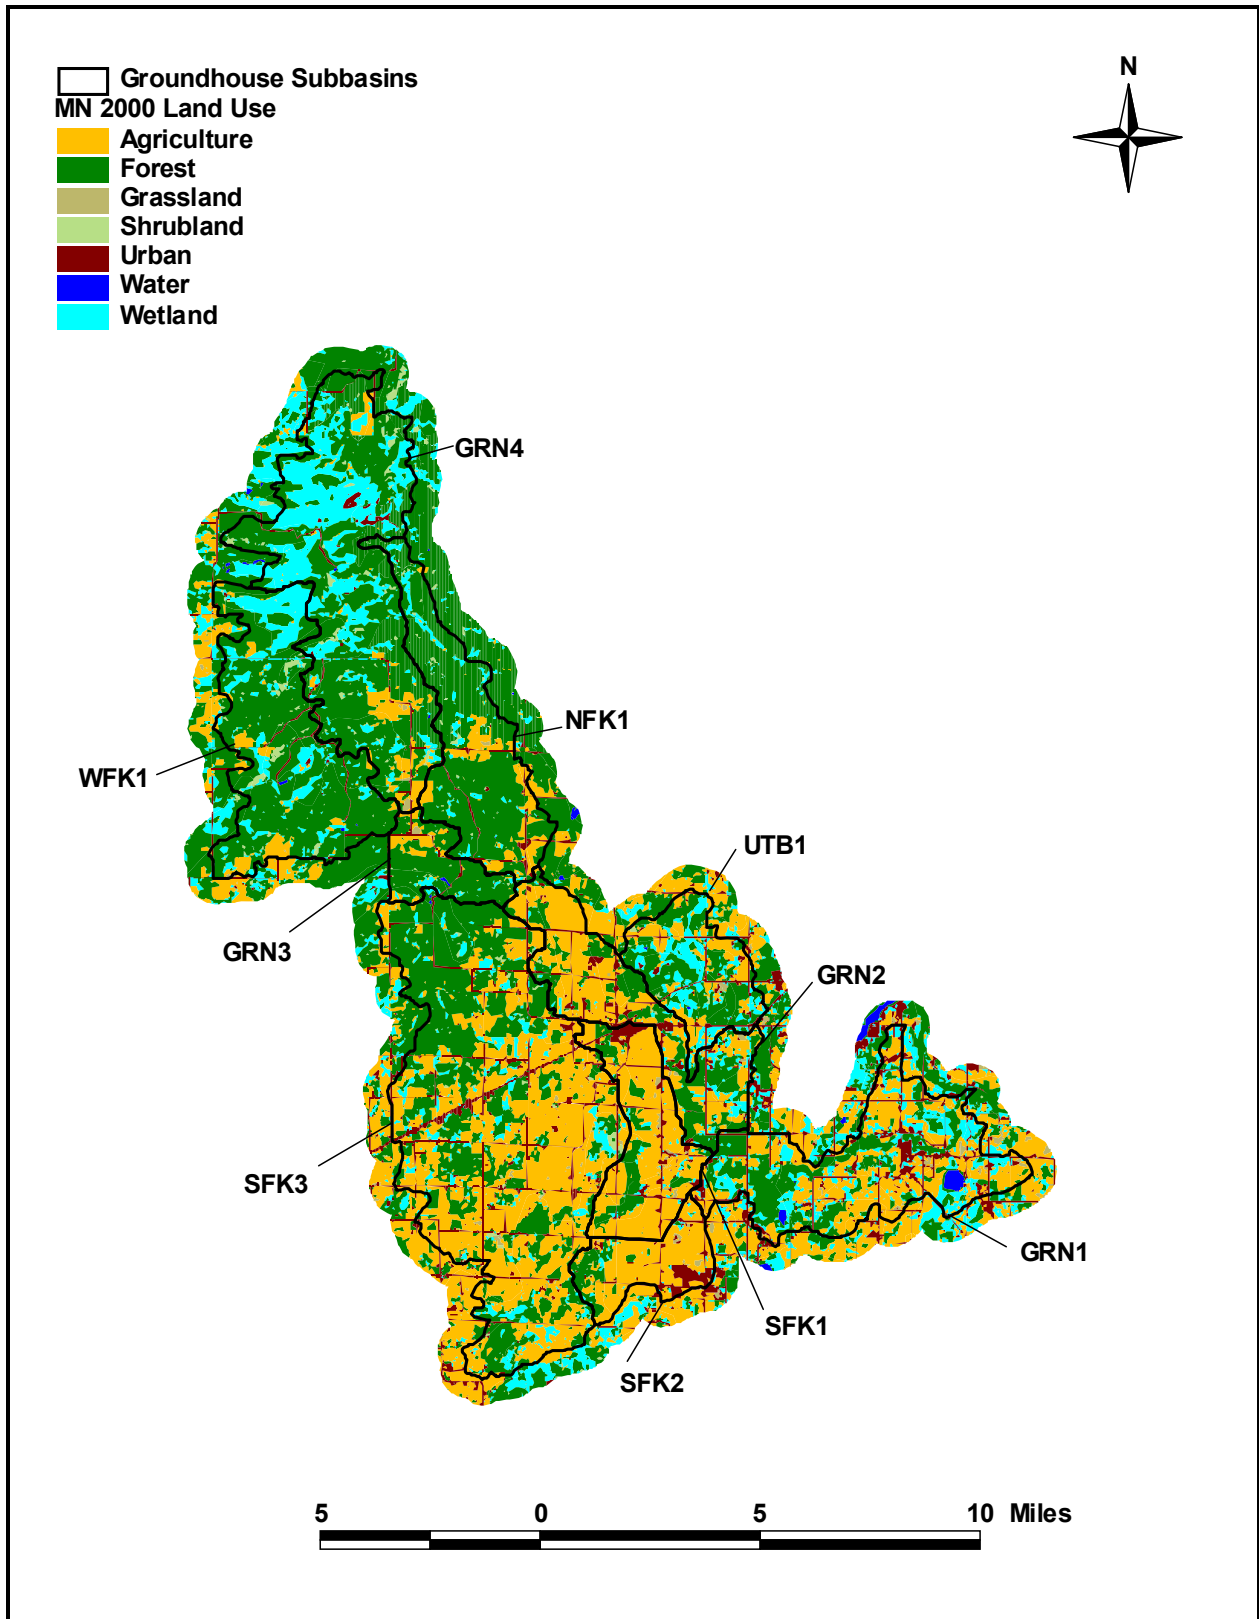 N
Groundhouse Subbasins
MN 2000 Land Use
Agriculture
Forest
Grassland
Shrubland
Urban
Water
Wetland
GRN4
NFK1
WFK1
UTB1
GRN3
GRN2
SFK3
GRN1
SFK1
SFK2
5 0 5 10 Miles